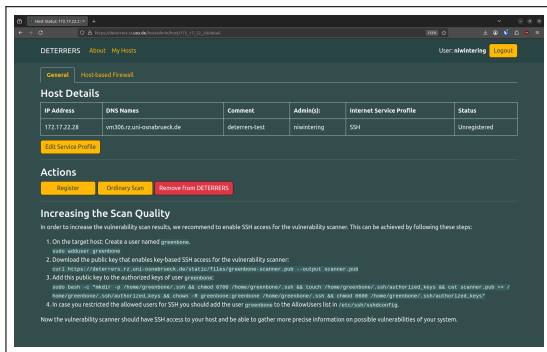 Host Status: 172.17.22.2
https://deterrers.rz.uos.de/hostadmin/host/172_17_22_28/detail
DETERRERS About My Hosts User: niwintering Logout
General Host-based Firewall
Host Details
IP Address DNS Names Comment Admin(s): Internet Service Profile Status
172.17.22.28 vm306.rz.uni-osnabrueck.de deterrers-test niwintering SSH Unregistered
Edit Service Profile
Actions
Register Ordinary Scan Remove from DETERRERS
Increasing the Scan Quality
In order to increase the vulnerability scan results, we recommend to enable SSH access for the vulnerability scanner. This can be achieved by following these steps:
1. On the target host: Create a user named greenbone.
sudo adduser greenbone
2. Download the public key that enables key-based SSH access for the vulnerability scanner:
curl https://deterrers.rz.uni-osnabrueck.de/static/files/greenbone-scanner.pub --output scanner.pub
3. Add this public key to the authorized keys of user greenbone:
sudo bash -c "mkdir -p /home/greenbone/.ssh && chmod 0700 /home/greenbone/.ssh && touch /home/greenbone/.ssh/authorized_keys && cat scanner.pub >> /
home/greenbone/.ssh/authorized_keys && chown -R greenbone:greenbone /home/greenbone/.ssh && chmod 0600 /home/greenbone/.ssh/authorized_keys"
4. In case you restricted the allowed users for SSH you should add the user greenbone to the AllowUsers list in /etc/ssh/sshdconfig.
Now the vulnerability scanner should have SSH access to your host and be able to gather more precise information on possible vulnerabilities of your system.